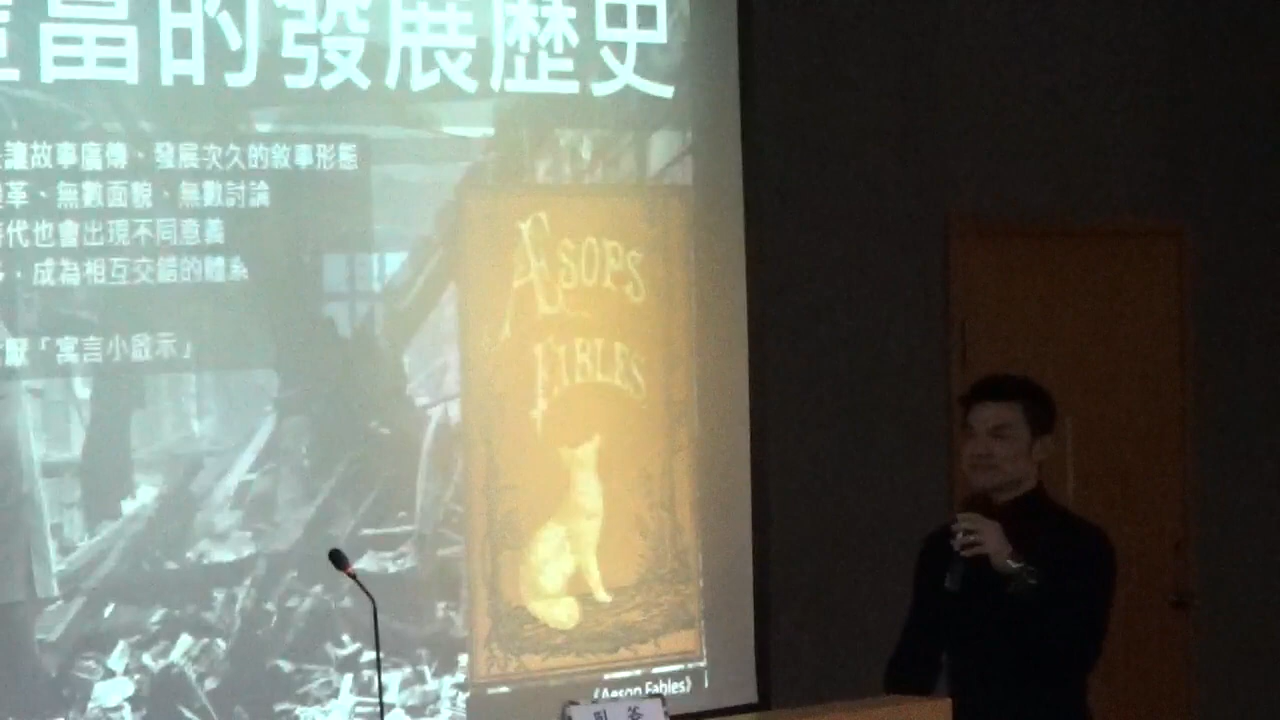 富的發展歷史
讓故事廣傳、發展次久的敘事形態
革、無數面貌、無數討論
代也會出現不同意義
，成為相互交錯的體系
「寓言小啟示」
ÆSOPS
FABLES
《Aesop Fables》